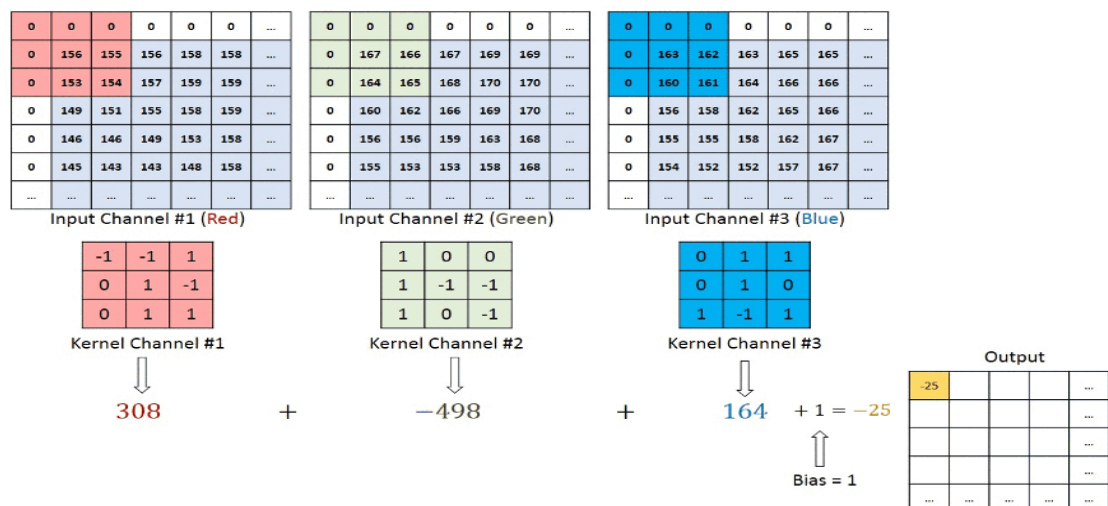 0 0 0 0 0 0 ...
0 156 155 156 158 158 ...
0 153 154 157 159 159 ...
0 149 151 155 158 159 ...
0 146 146 149 153 158 ...
0 145 143 143 148 158 ...
... ... ... ... ... ... ...
Input Channel #1 (Red)
0 0 0 0 0 0 ...
0 167 166 167 169 169 ...
0 164 165 168 170 170 ...
0 160 162 166 169 170 ...
0 156 156 159 163 168 ...
0 155 153 153 158 168 ...
... ... ... ... ... ... ...
Input Channel #2 (Green)
0 0 0 0 0 0 ...
0 163 162 163 165 165 ...
0 160 161 164 166 166 ...
0 156 158 162 165 166 ...
0 155 155 158 162 167 ...
0 154 152 152 157 167 ...
... ... ... ... ... ... ...
Input Channel #3 (Blue)
-1 -1 1
0 1 -1
0 1 1
Kernel Channel #1
1 0 0
1 -1 -1
1 0 -1
Kernel Channel #2
0 1 1
0 1 0
1 -1 1
Kernel Channel #3
308 + −498 + 164 + 1 = −25
Bias = 1
Output
-25 ...
...
...
...
... ... ... ... ...